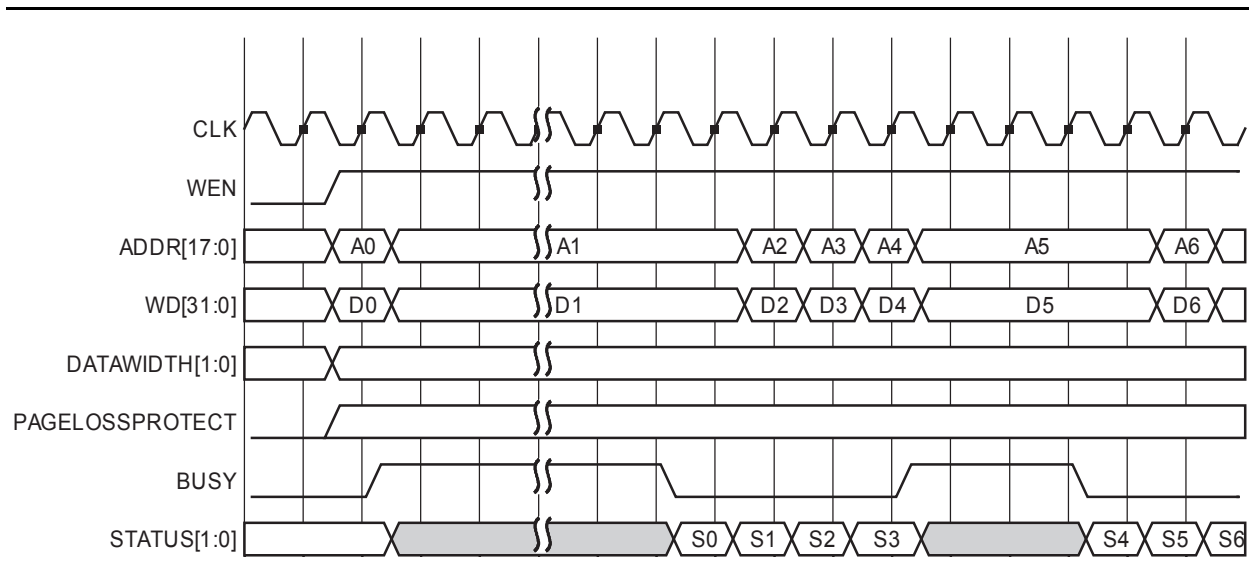 CLK
WEN
ADDR[17:0] A0 A1 A2 A3 A4 A5 A6
WD[31:0] D0 D1 D2 D3 D4 D5 D6
DATAWIDTH[1:0]
PAGELOSSPROTECT
BUSY
STATUS[1:0] S0 S1 S2 S3 S4 S5 S6